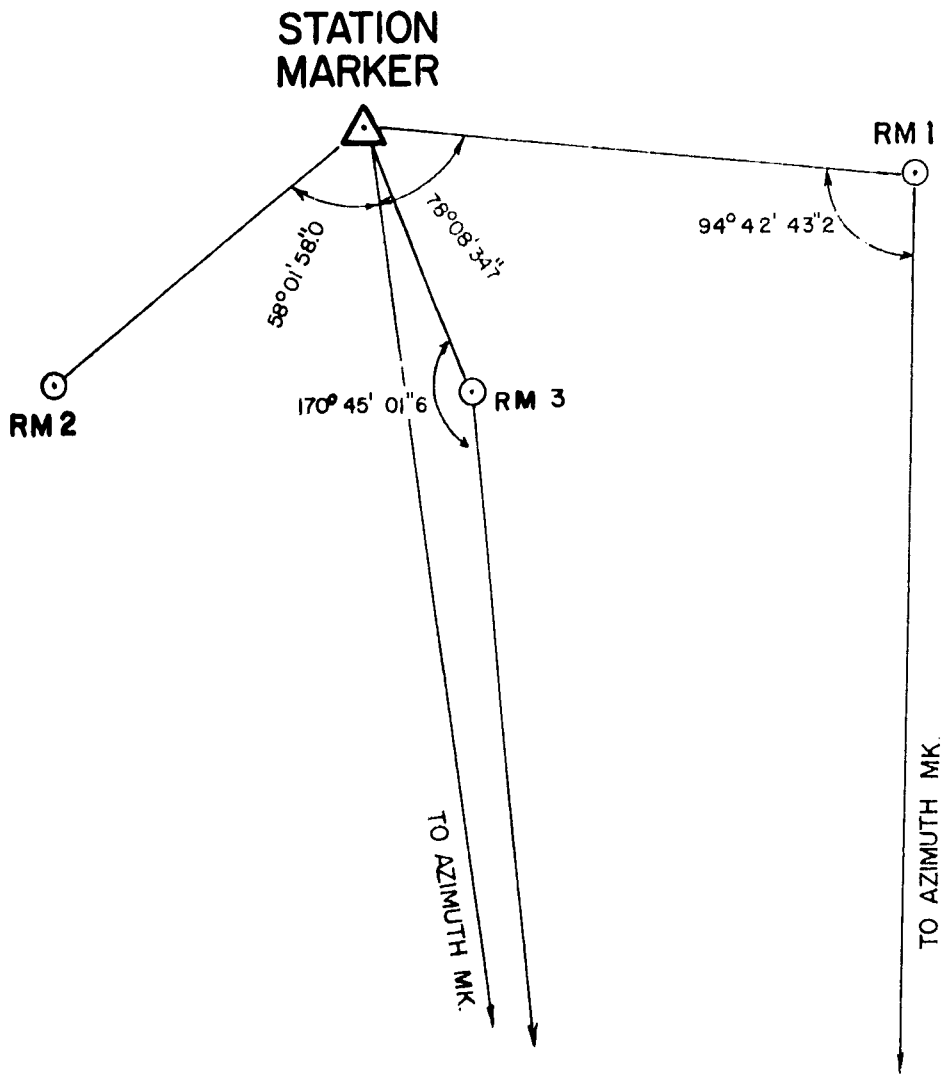 STATION
MARKER
RM 1
78°08'34"7
94°42'43"2
58°01'58"0
170°45'01"6
RM 3
RM 2
TO AZIMUTH MK.
TO AZIMUTH MK.